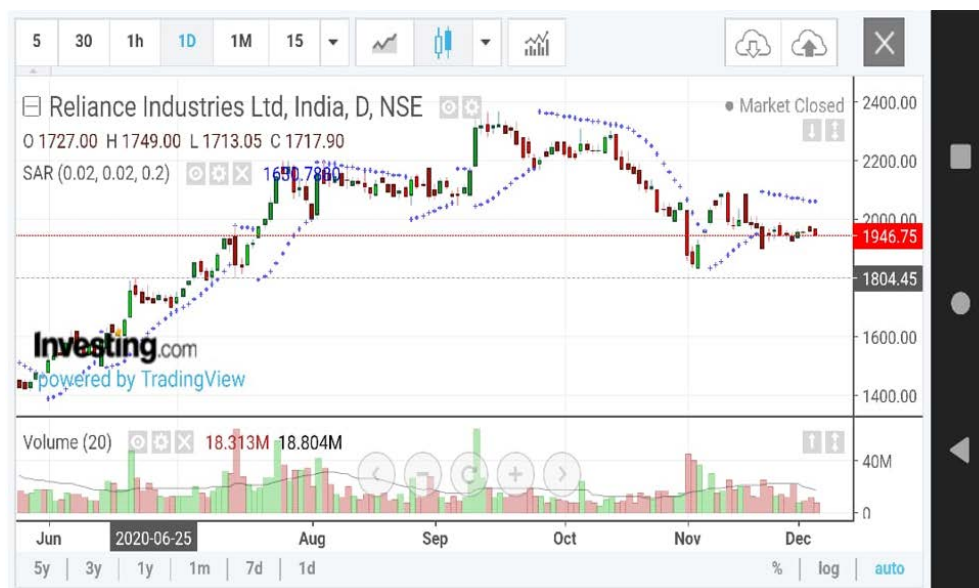 5 30 1h 1D 1M 15
Reliance Industries Ltd, India, D, NSE
Market Closed
O 1727.00 H 1749.00 L 1713.05 C 1717.90
SAR (0.02, 0.02, 0.2)
2400.00
2200.00
2000.00
1946.75
1804.45
1600.00
1400.00
Investing.com
powered by TradingView
Volume (20) 18.313M 18.804M
40M
0
Jun 2020-06-25 Aug Sep Oct Nov Dec
5y 3y 1y 1m 7d 1d % log auto